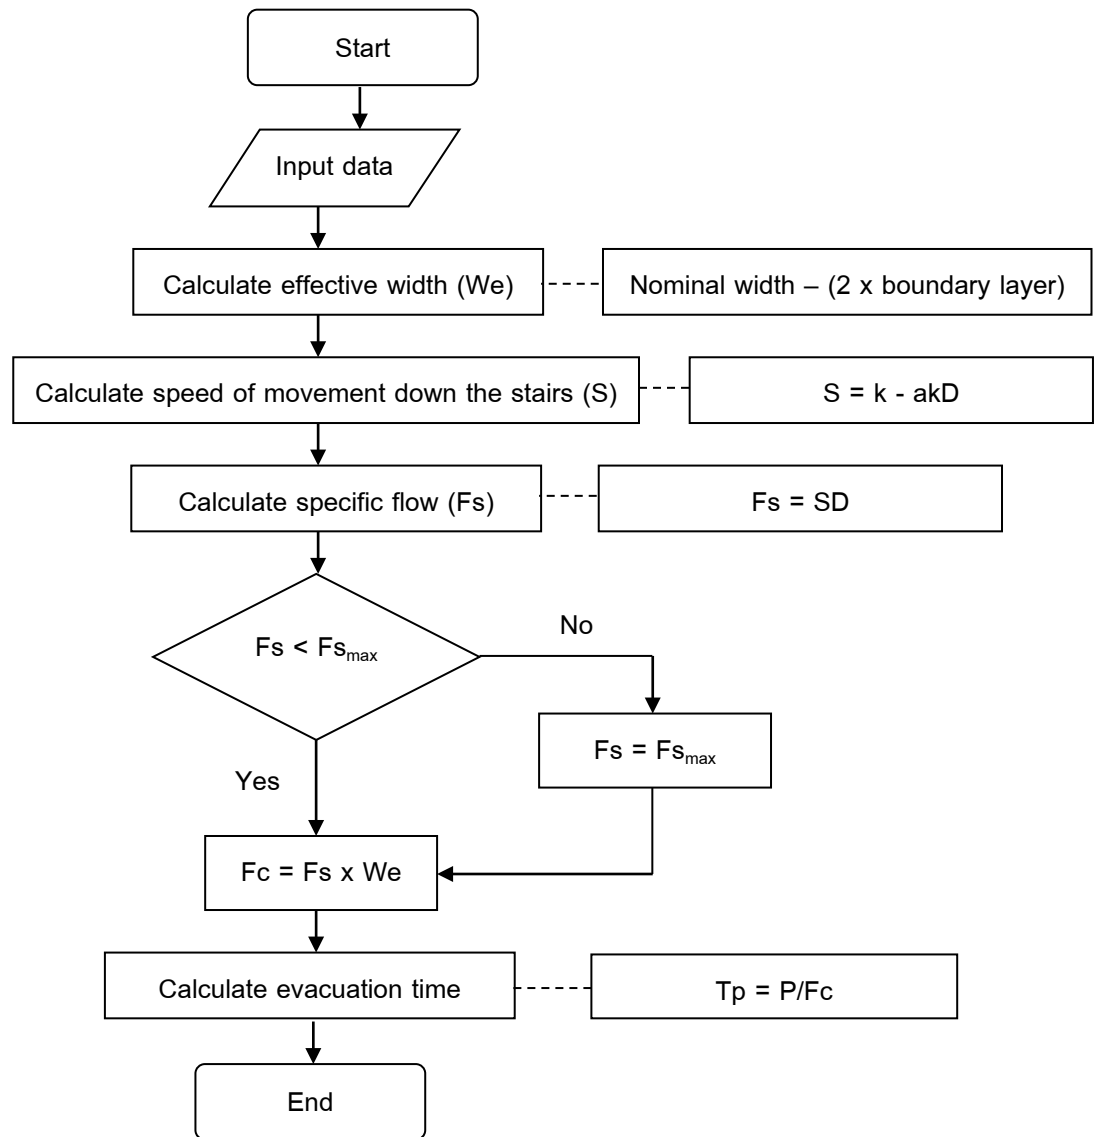 Start
Input data
Calculate effective width (We)
Nominal width – (2 x boundary layer)
Calculate speed of movement down the stairs (S)
S = k - akD
Calculate specific flow (Fs)
Fs = SD
Fs < Fsmax
No
Fs = Fsmax
Yes
Fc = Fs x We
Calculate evacuation time
Tp = P/Fc
End